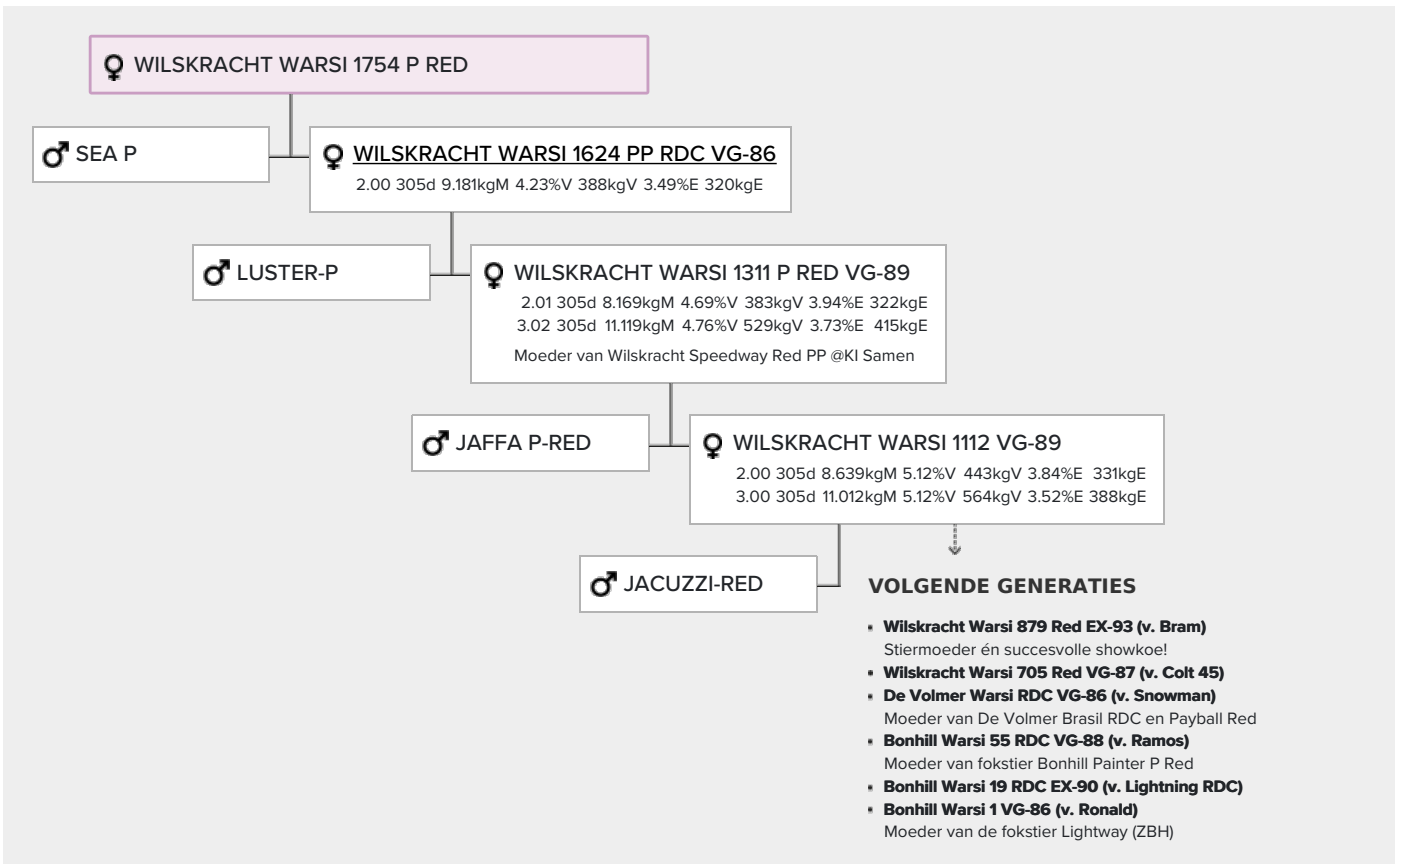 WILSKRACHT WARSI 1754 P RED
SEA P
WILSKRACHT WARSI 1624 PP RDC VG-86
2.00 305d 9.181kgM 4.23%V 388kgV 3.49%E 320kgE
LUSTER-P
WILSKRACHT WARSI 1311 P RED VG-89
2.01 305d 8.169kgM 4.69%V 383kgV 3.94%E 322kgE
3.02 305d 11.119kgM 4.76%V 529kgV 3.73%E 415kgE
Moeder van Wilskracht Speedway Red PP @KI Samen
JAFFA P-RED
WILSKRACHT WARSI 1112 VG-89
2.00 305d 8.639kgM 5.12%V 443kgV 3.84%E 331kgE
3.00 305d 11.012kgM 5.12%V 564kgV 3.52%E 388kgE
JACUZZI-RED
VOLGENDE GENERATIES
Wilskracht Warsi 879 Red EX-93 (v. Bram)
Stiermoeder én succesvolle showkoe!
Wilskracht Warsi 705 Red VG-87 (v. Colt 45)
De Volmer Warsi RDC VG-86 (v. Snowman)
Moeder van De Volmer Brasil RDC en Payball Red
Bonhill Warsi 55 RDC VG-88 (v. Ramos)
Moeder van fokstier Bonhill Painter P Red
Bonhill Warsi 19 RDC EX-90 (v. Lightning RDC)
Bonhill Warsi 1 VG-86 (v. Ronald)
Moeder van de fokstier Lightway (ZBH)